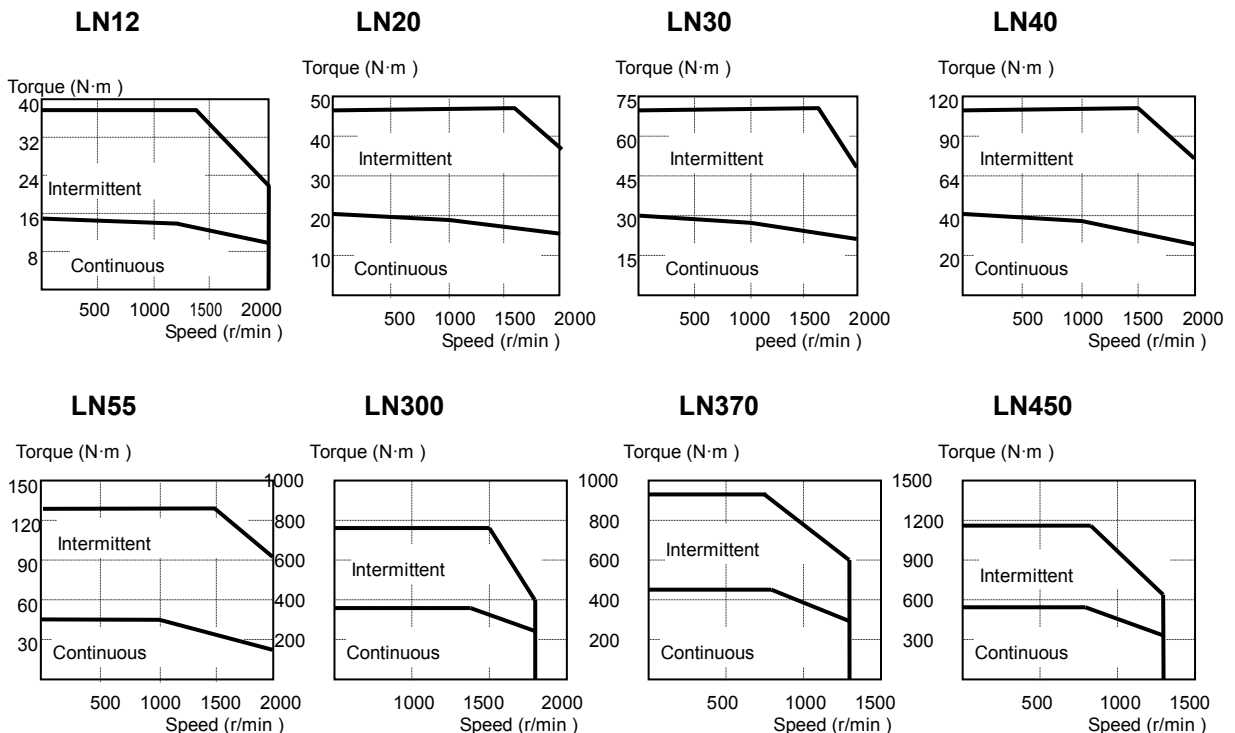 LN12
Torque (N·m )
40
32
24
16
8
Intermittent
Continuous
500 1000 1500 2000
Speed (r/min )
LN20
Torque (N·m )
50
40
30
20
10
Intermittent
Continuous
500 1000 1500 2000
Speed (r/min )
LN30
Torque (N·m )
75
60
45
30
15
Intermittent
Continuous
500 1000 1500 2000
peed (r/min )
LN40
Torque (N·m )
120
90
64
40
20
Intermittent
Continuous
500 1000 1500 2000
Speed (r/min )
LN55
Torque (N·m )
150
120
90
60
30
Intermittent
Continuous
500 1000 1500 2000
Speed (r/min )
LN300
Torque (N·m )
1000
800
600
400
200
Intermittent
Continuous
1000 1500 2000
Speed (r/min )
LN370
Torque (N·m )
1000
800
600
400
200
Intermittent
Continuous
500 1000 1500
Speed (r/min )
LN450
Torque (N·m )
1500
1200
900
600
300
Intermittent
Continuous
500 1000 1500
Speed (r/min )